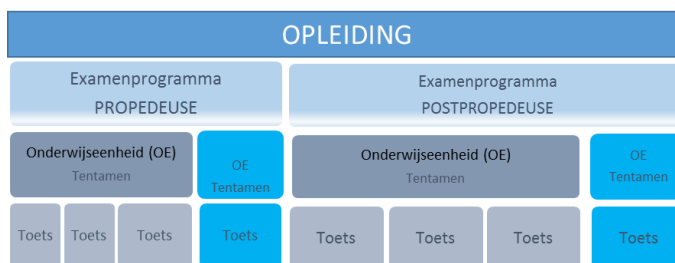 OPLEIDING
Examenprogramma
PROPEDEUSE
Examenprogramma
POSTPROPEDEUSE
Onderwijseenheid (OE)
Tentamen
OE
Tentamen
Onderwijseenheid (OE)
Tentamen
OE
Tentamen
Toets
Toets
Toets
Toets
Toets
Toets
Toets
Toets